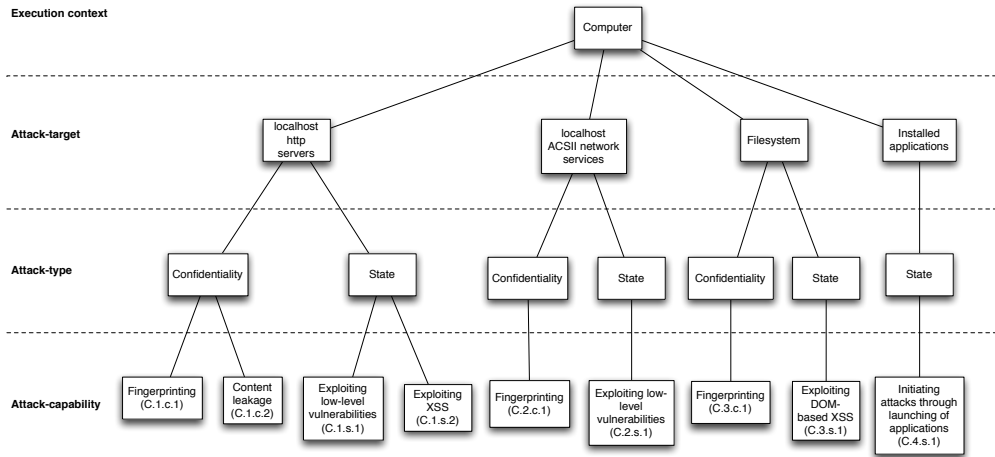 Execution context
Computer
Attack-target
localhost
http
servers
localhost
ACSII network
services
Filesystem
Installed
applications
Attack-type
Confidentiality
State
Confidentiality
State
Confidentiality
State
State
Attack-capability
Fingerprinting
(C.1.c.1)
Content
leakage
(C.1.c.2)
Exploiting
low-level
vulnerabilities
(C.1.s.1)
Exploiting
XSS
(C.1.s.2)
Fingerprinting
(C.2.c.1)
Exploiting low-
level
vulnerabilities
(C.2.s.1)
Fingerprinting
(C.3.c.1)
Exploiting
DOM-
based XSS
(C.3.s.1)
Initiating
attacks through
launching of
applications
(C.4.s.1)